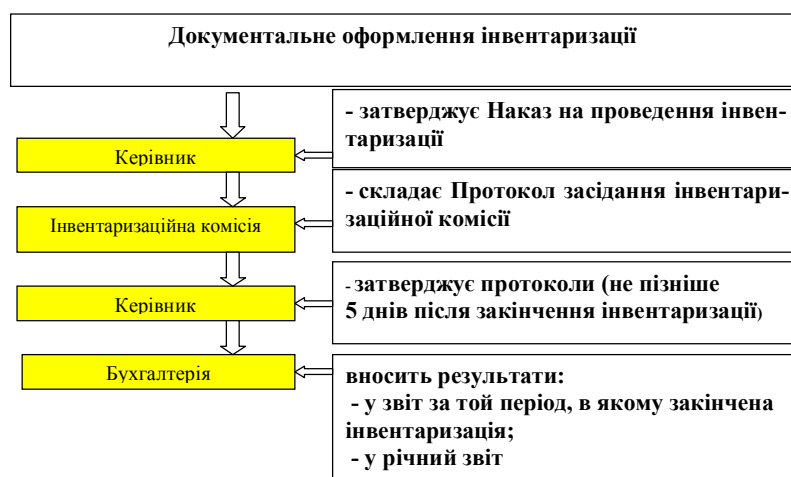 Документальне оформлення інвентаризації
- затверджує Наказ на проведення інвен-
таризації
Керівник
- складає Протокол засідання інвентари-
заційної комісії
Інвентаризаційна комісія
- затверджує протоколи (не пізніше
5 днів після закінчення інвентаризації)
Керівник
Бухгалтерія
вносить результати:
- у звіт за той період, в якому закінчена
інвентаризація;
- у річний звіт